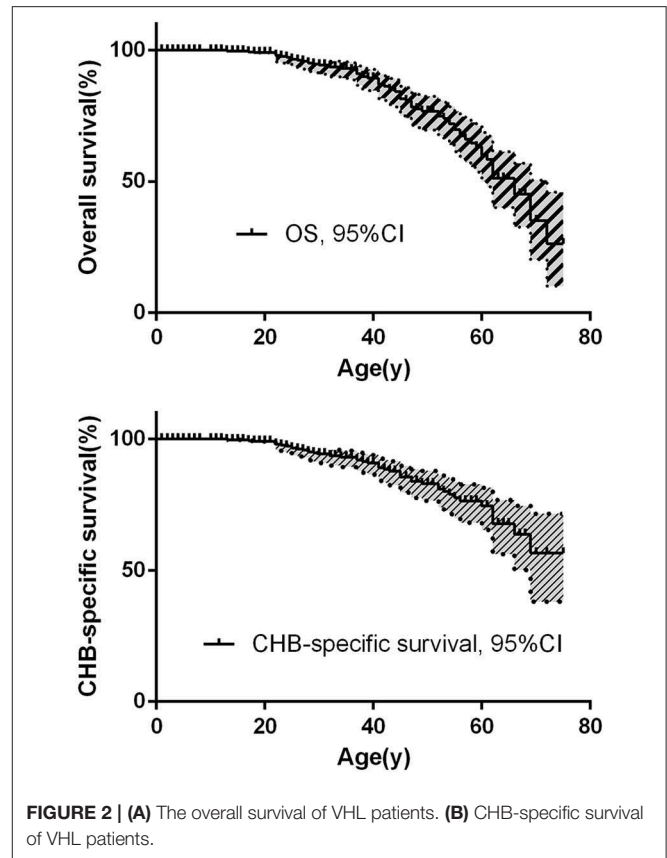 100
50
0
Overall survival(%)
OS, 95%CI
0 20 40 60 80
Age(y)
100
50
0
CHB-specific survival(%)
CHB-specific survival, 95%CI
0 20 40 60 80
Age(y)
FIGURE 2 | (A) The overall survival of VHL patients. (B) CHB-specific survival
of VHL patients.